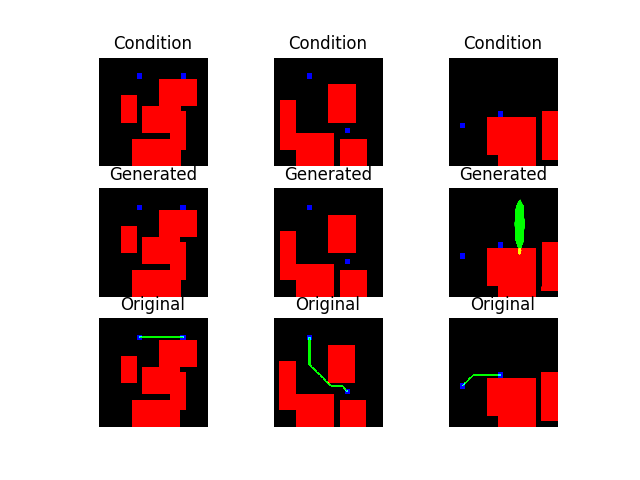 Condition Condition Condition
Generated Generated Generated
Original Original Original